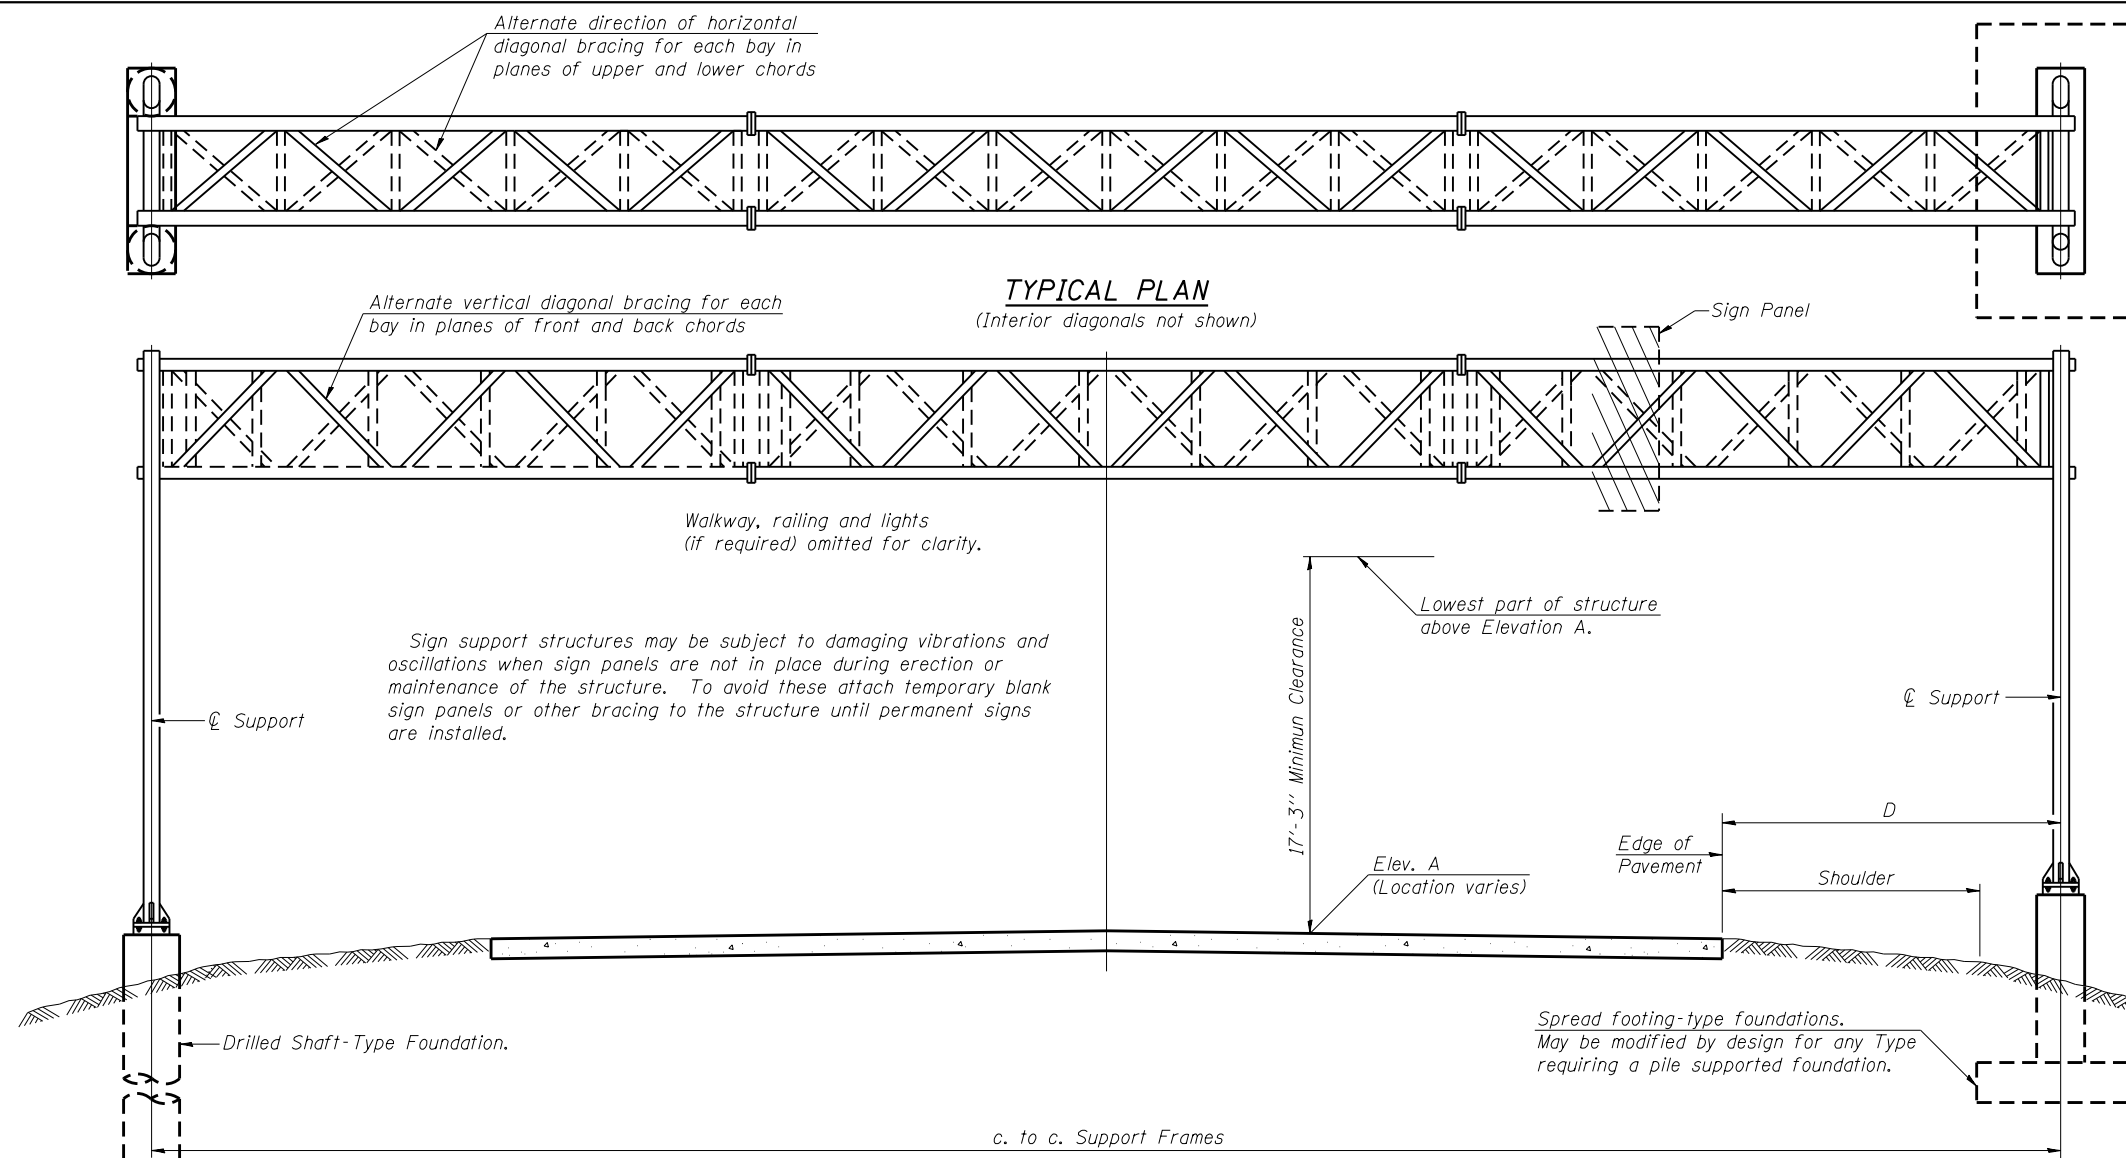 Alternate direction of horizontal
diagonal bracing for each bay in
planes of upper and lower chords
TYPICAL PLAN
(Interior diagonals not shown)
Alternate vertical diagonal bracing for each
bay in planes of front and back chords
Sign Panel
Walkway, railing and lights
(if required) omitted for clarity.
Lowest part of structure
above Elevation A.
17'-3" Minimun Clearance
Sign support structures may be subject to damaging vibrations and
oscillations when sign panels are not in place during erection or
maintenance of the structure.  To avoid these attach temporary blank
sign panels or other bracing to the structure until permanent signs
are installed.
℄ Support
℄ Support
D
Edge of
Pavement
Shoulder
Elev. A
(Location varies)
Drilled Shaft-Type Foundation.
Spread footing-type foundations.
May be modified by design for any Type
requiring a pile supported foundation.
c. to c. Support Frames